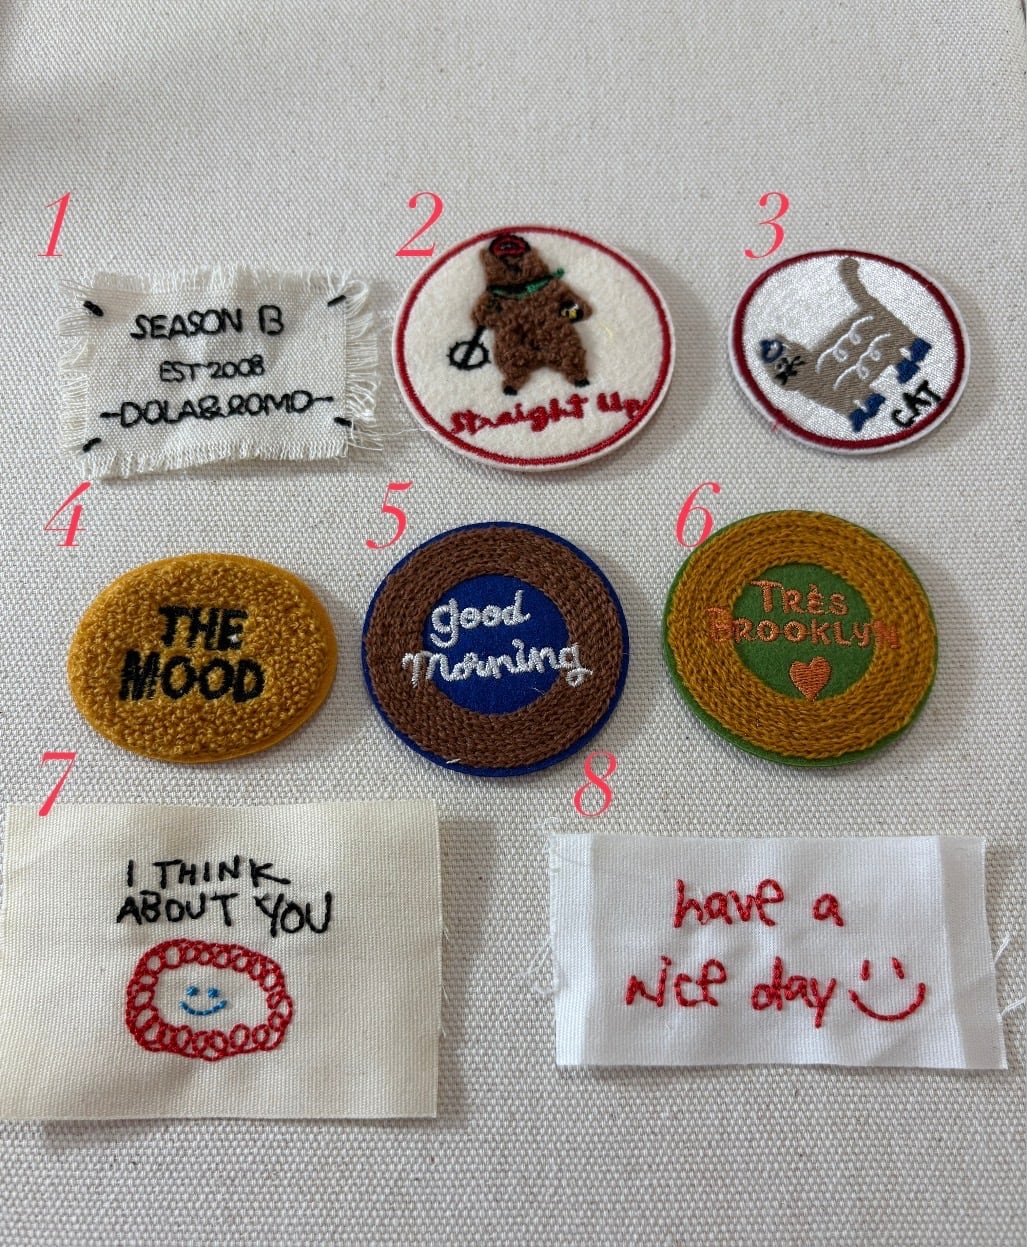 1
SEASON B
EST 2008
-DOLA&ROMO-
2
Straight Up
3
CAT
4
THE
MOOD
5
good
Morning
6
TRÈS
BROOKLYN
7
I THINK
ABOUT YOU
8
have a
nice day